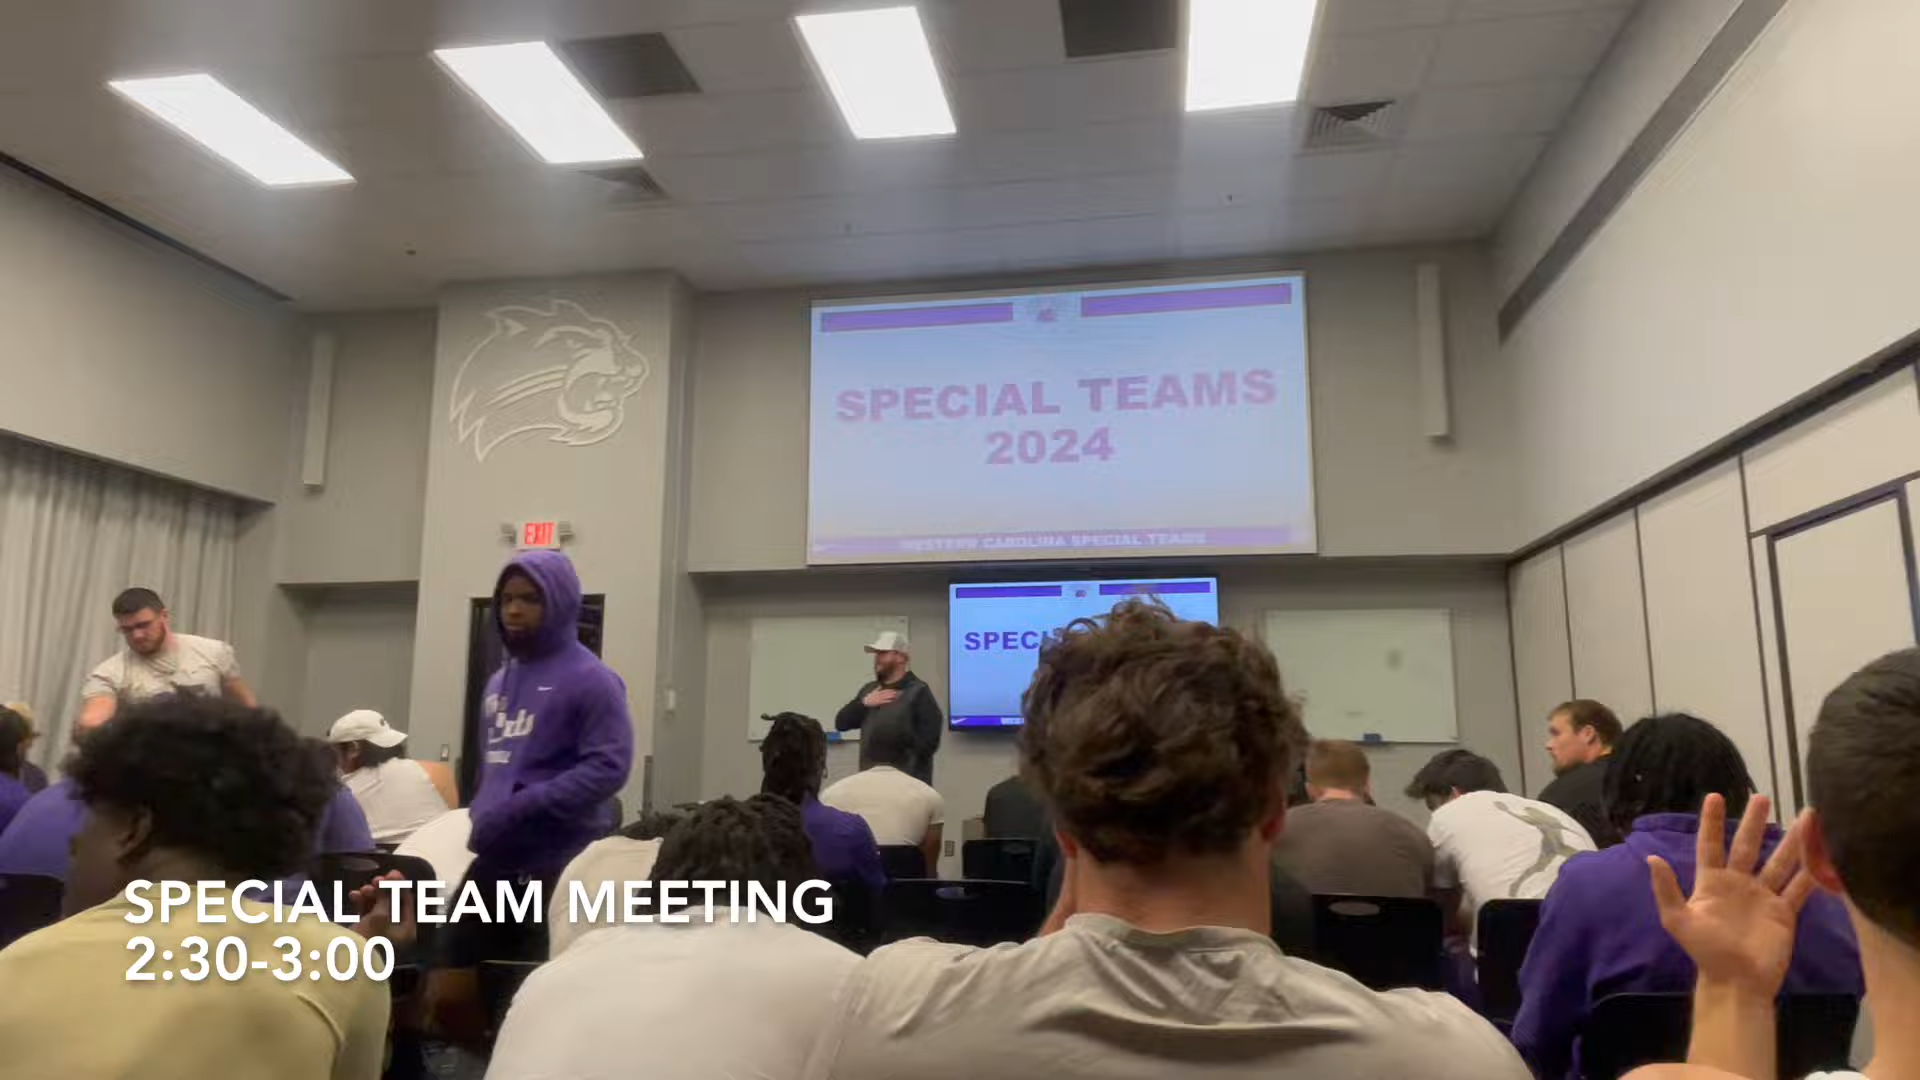 SPECIAL TEAMS
2024
WESTERN CAROLINA SPECIAL TEAMS
EXIT
SPECI
SPECIAL TEAM MEETING
2:30-3:00